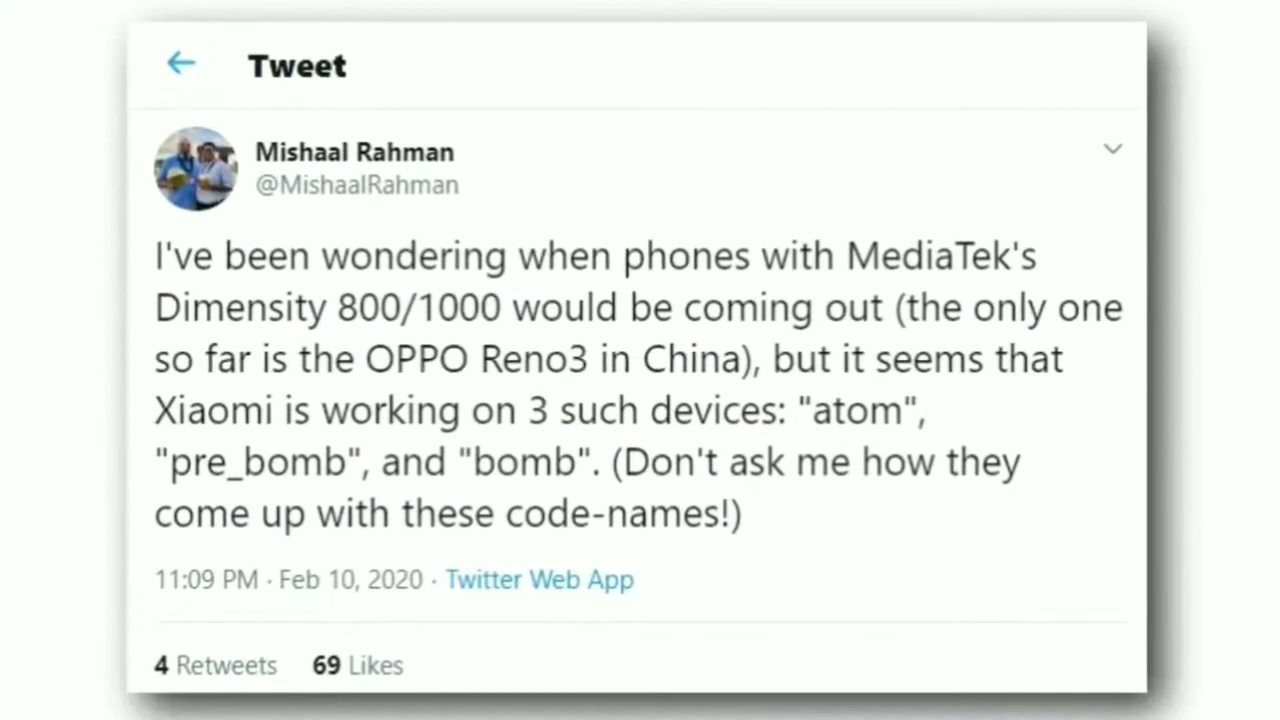 Tweet
Mishaal Rahman
@MishaalRahman
I've been wondering when phones with MediaTek's
Dimensity 800/1000 would be coming out (the only one
so far is the OPPO Reno3 in China), but it seems that
Xiaomi is working on 3 such devices: "atom",
"pre_bomb", and "bomb". (Don't ask me how they
come up with these code-names!)
11:09 PM · Feb 10, 2020 · Twitter Web App
4 Retweets 69 Likes